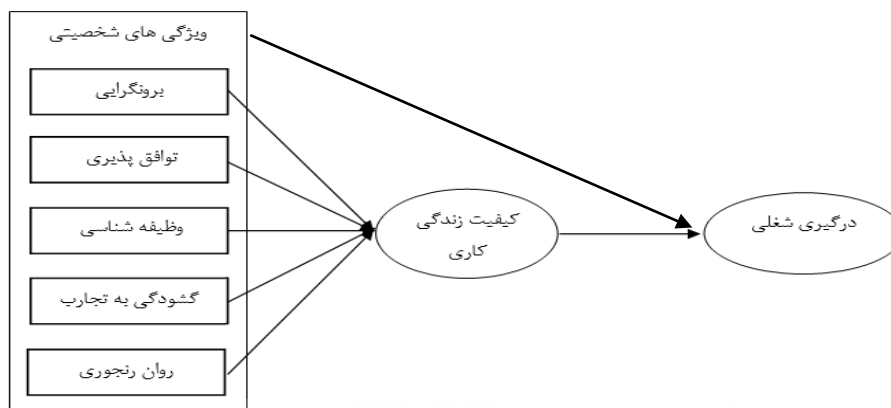 ویژگی های شخصیتی
برونگرایی
توافق پذیری
وظیفه شناسی
گشودگی به تجارب
روان رنجوری
کیفیت زندگی
کاری
درگیری شغلی